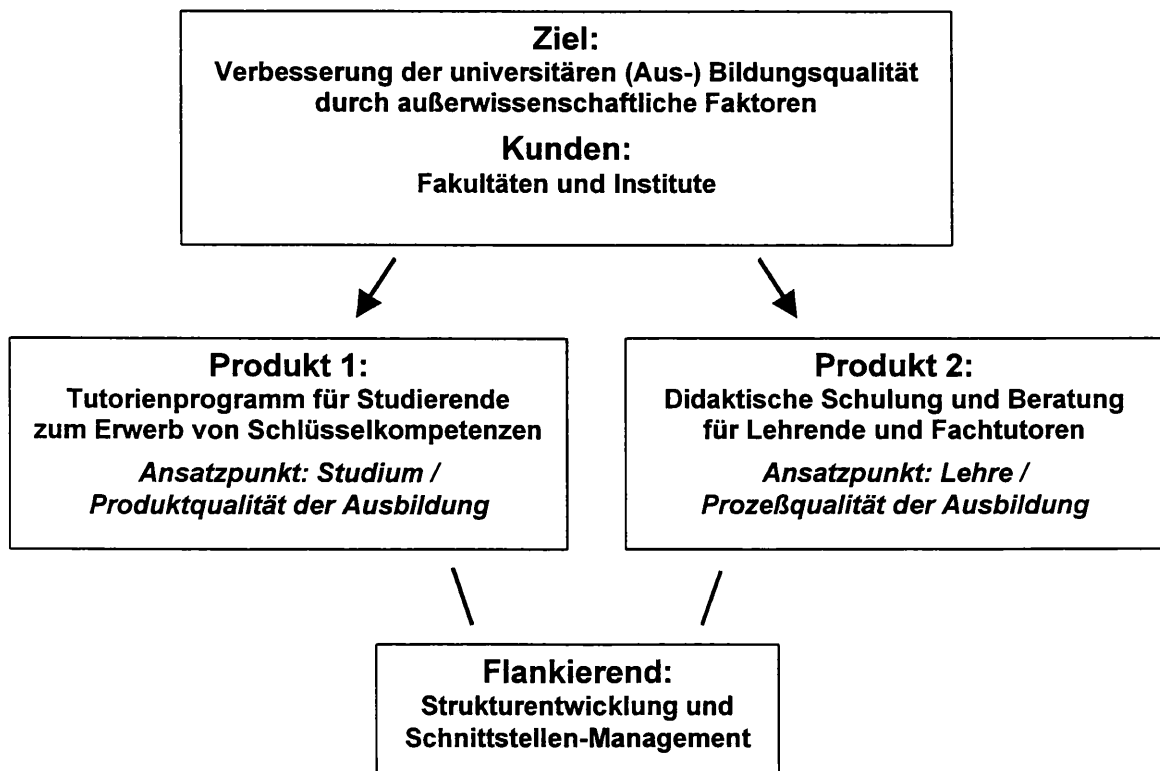 Ziel:
Verbesserung der universitären (Aus-) Bildungsqualität
durch außerwissenschaftliche Faktoren
Kunden:
Fakultäten und Institute
Produkt 1:
Tutorienprogramm für Studierende
zum Erwerb von Schlüsselkompetenzen
Ansatzpunkt: Studium /
Produktqualität der Ausbildung
Produkt 2:
Didaktische Schulung und Beratung
für Lehrende und Fachtutoren
Ansatzpunkt: Lehre /
Prozeßqualität der Ausbildung
Flankierend:
Strukturentwicklung und
Schnittstellen-Management